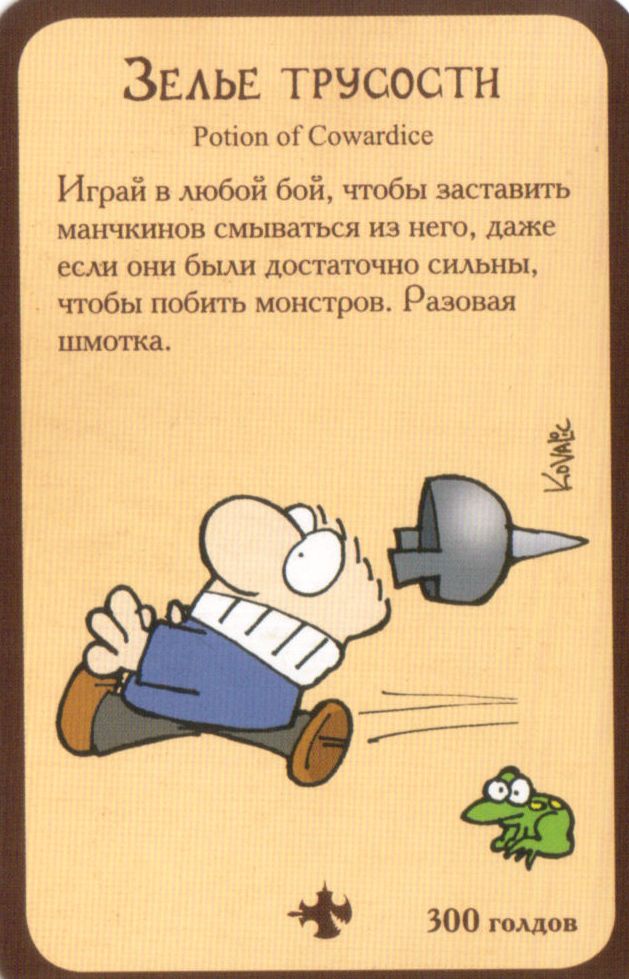 Зелье трусости
Potion of Cowardice
Играй в любой бой, чтобы заставить
манчкинов смываться из него, даже
если они были достаточно сильны,
чтобы побить монстров. Разовая
шмотка.
Kovalic
300 голдов